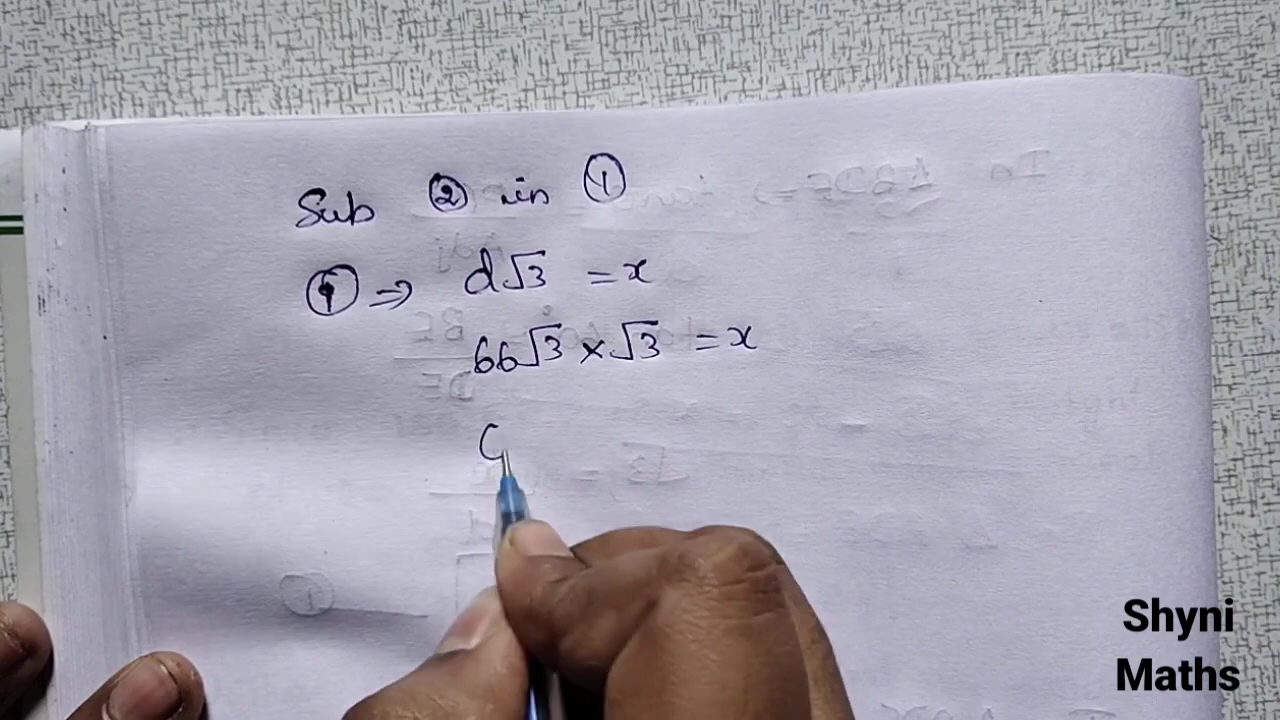 Sub ② in ①
① ⇒ d√3 = x
66√3 × √3 = x
Shyni
Maths